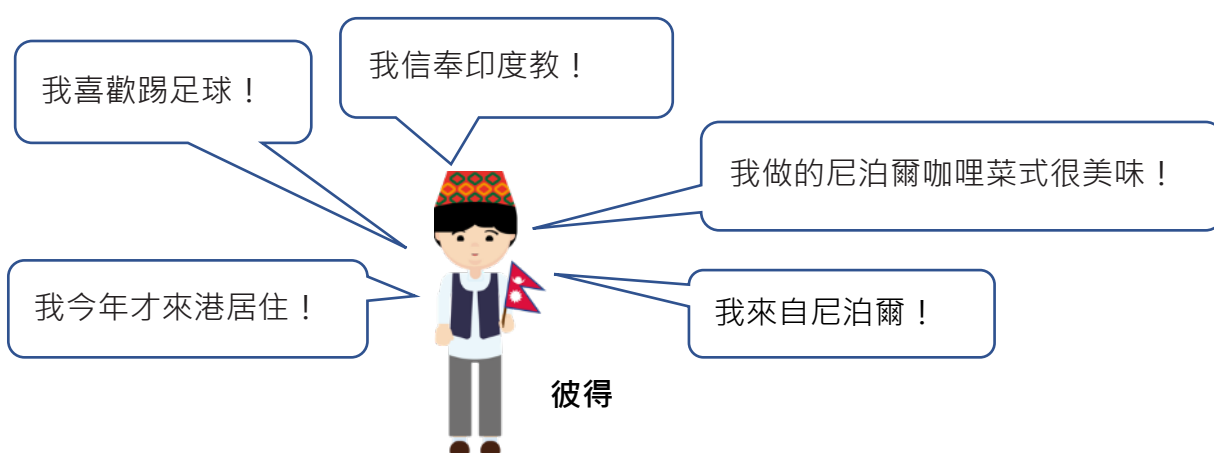 我喜歡踢足球！
我信奉印度教！
我做的尼泊爾咖哩菜式很美味！
我今年才來港居住！
我來自尼泊爾！
彼得